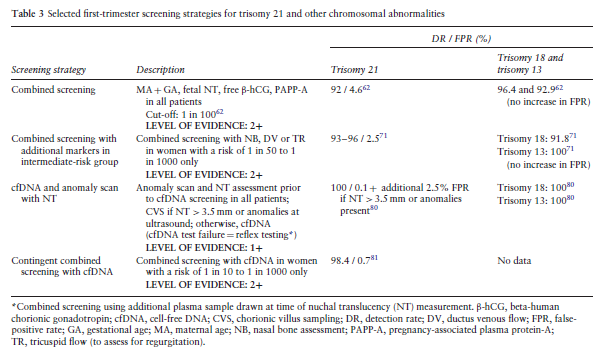 Table 3 Selected first-trimester screening strategies for trisomy 21 and other chromosomal abnormalities
DR / FPR (%)
Screening strategy Description Trisomy 21 Trisomy 18 and trisomy 13
Combined screening MA + GA, fetal NT, free β-hCG, PAPP-A 92 / 4.6⁶² 96.4 and 92.9⁶²
in all patients (no increase in FPR)
Cut-off: 1 in 100⁶²
LEVEL OF EVIDENCE: 2+
Combined screening with Combined screening with NB, DV or TR 93–96 / 2.5⁷¹ Trisomy 18: 91.8⁷¹
additional markers in in women with a risk of 1 in 50 to 1 Trisomy 13: 100⁷¹
intermediate-risk group in 1000 only (no increase in FPR)
LEVEL OF EVIDENCE: 2+
cfDNA and anomaly scan Anomaly scan and NT assessment prior 100 / 0.1 + additional 2.5% FPR Trisomy 18: 100⁸⁰
with NT to cfDNA screening in all patients; if NT > 3.5 mm or anomalies Trisomy 13: 100⁸⁰
CVS if NT > 3.5 mm or anomalies at present⁸⁰
ultrasound; otherwise, cfDNA
(cfDNA test failure = reflex testing*)
LEVEL OF EVIDENCE: 1+
Contingent combined Combined screening with cfDNA in women 98.4 / 0.7⁸¹ No data
screening with cfDNA with a risk of 1 in 10 to 1 in 1000 only
LEVEL OF EVIDENCE: 2+
*Combined screening using additional plasma sample drawn at time of nuchal translucency (NT) measurement. β-hCG, beta-human
chorionic gonadotropin; cfDNA, cell-free DNA; CVS, chorionic villus sampling; DR, detection rate; DV, ductus venosus flow; FPR, false-
positive rate; GA, gestational age; MA, maternal age; NB, nasal bone assessment; PAPP-A, pregnancy-associated plasma protein-A;
TR, tricuspid flow (to assess for regurgitation).